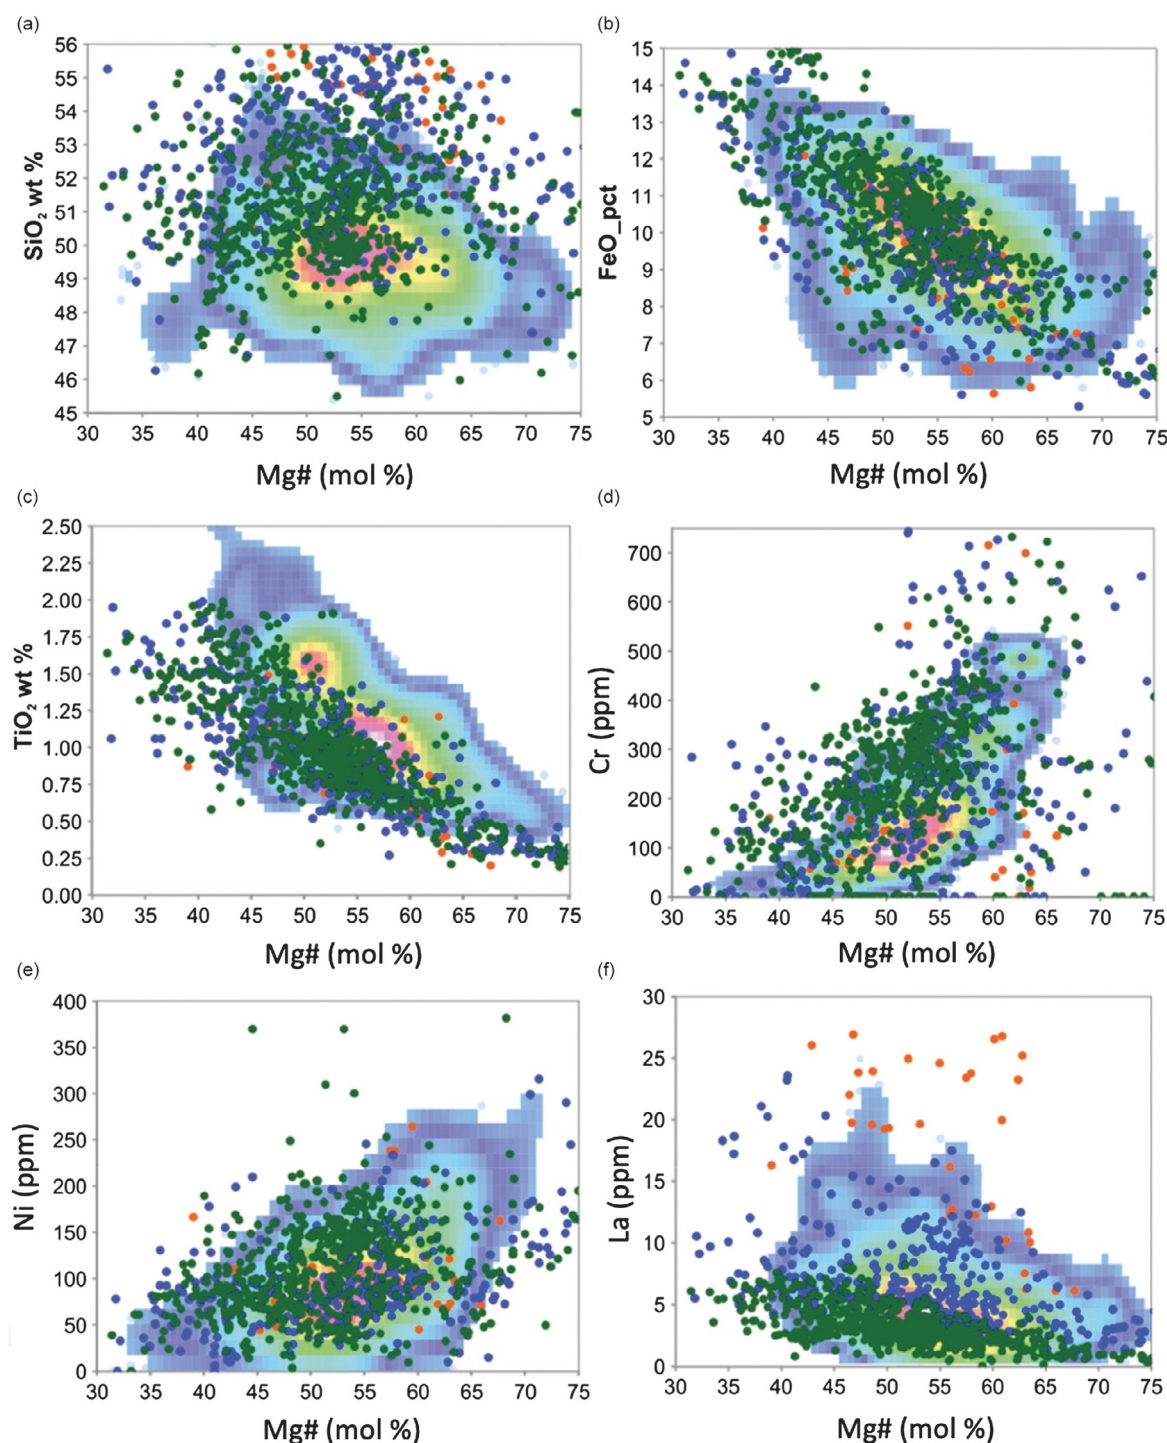 (a)
56
55
54
53
52
51
50
49
48
47
46
45
SiO2 wt %
30 35 40 45 50 55 60 65 70 75
Mg# (mol %)
(b)
15
14
13
12
11
10
9
8
7
6
5
FeO_pct
30 35 40 45 50 55 60 65 70 75
Mg# (mol %)
(c)
2.50
2.25
2.00
1.75
1.50
1.25
1.00
0.75
0.50
0.25
0.00
TiO2 wt %
30 35 40 45 50 55 60 65 70 75
Mg# (mol %)
(d)
700
600
500
400
300
200
100
0
Cr (ppm)
30 35 40 45 50 55 60 65 70 75
Mg# (mol %)
(e)
400
350
300
250
200
150
100
50
0
Ni (ppm)
30 35 40 45 50 55 60 65 70 75
Mg# (mol %)
(f)
30
25
20
15
10
5
0
La (ppm)
30 35 40 45 50 55 60 65 70 75
Mg# (mol %)